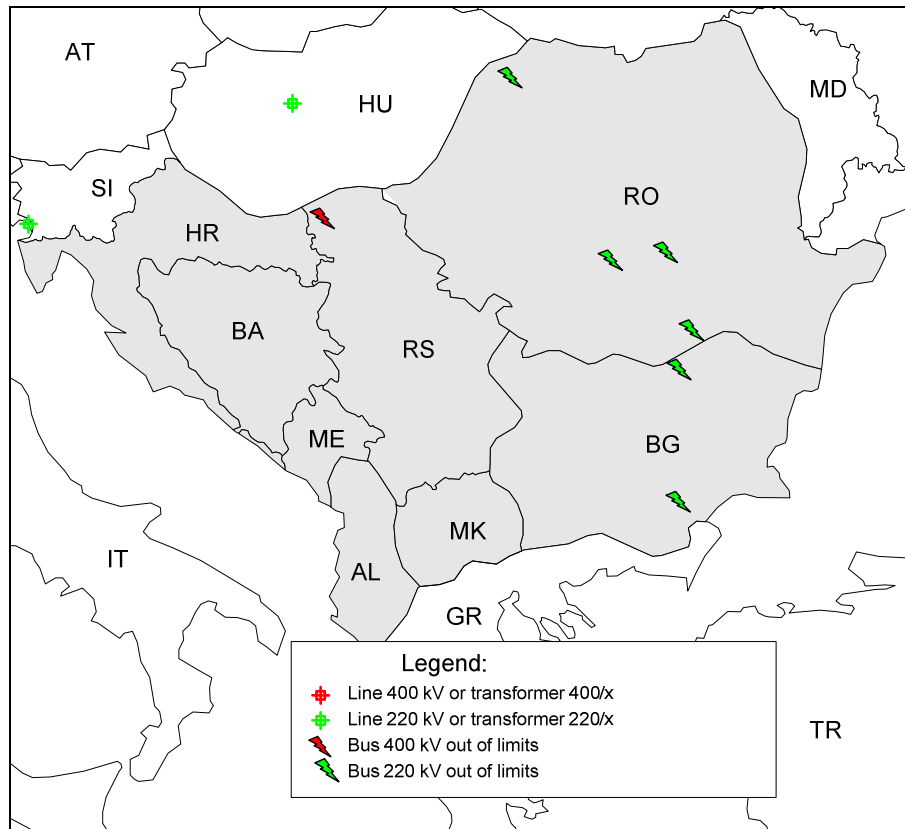 AT
HU
MD
SI
RO
HR
BA
RS
ME
BG
MK
IT
AL
GR
TR
Legend:
Line 400 kV or transformer 400/x
Line 220 kV or transformer 220/x
Bus 400 kV out of limits
Bus 220 kV out of limits